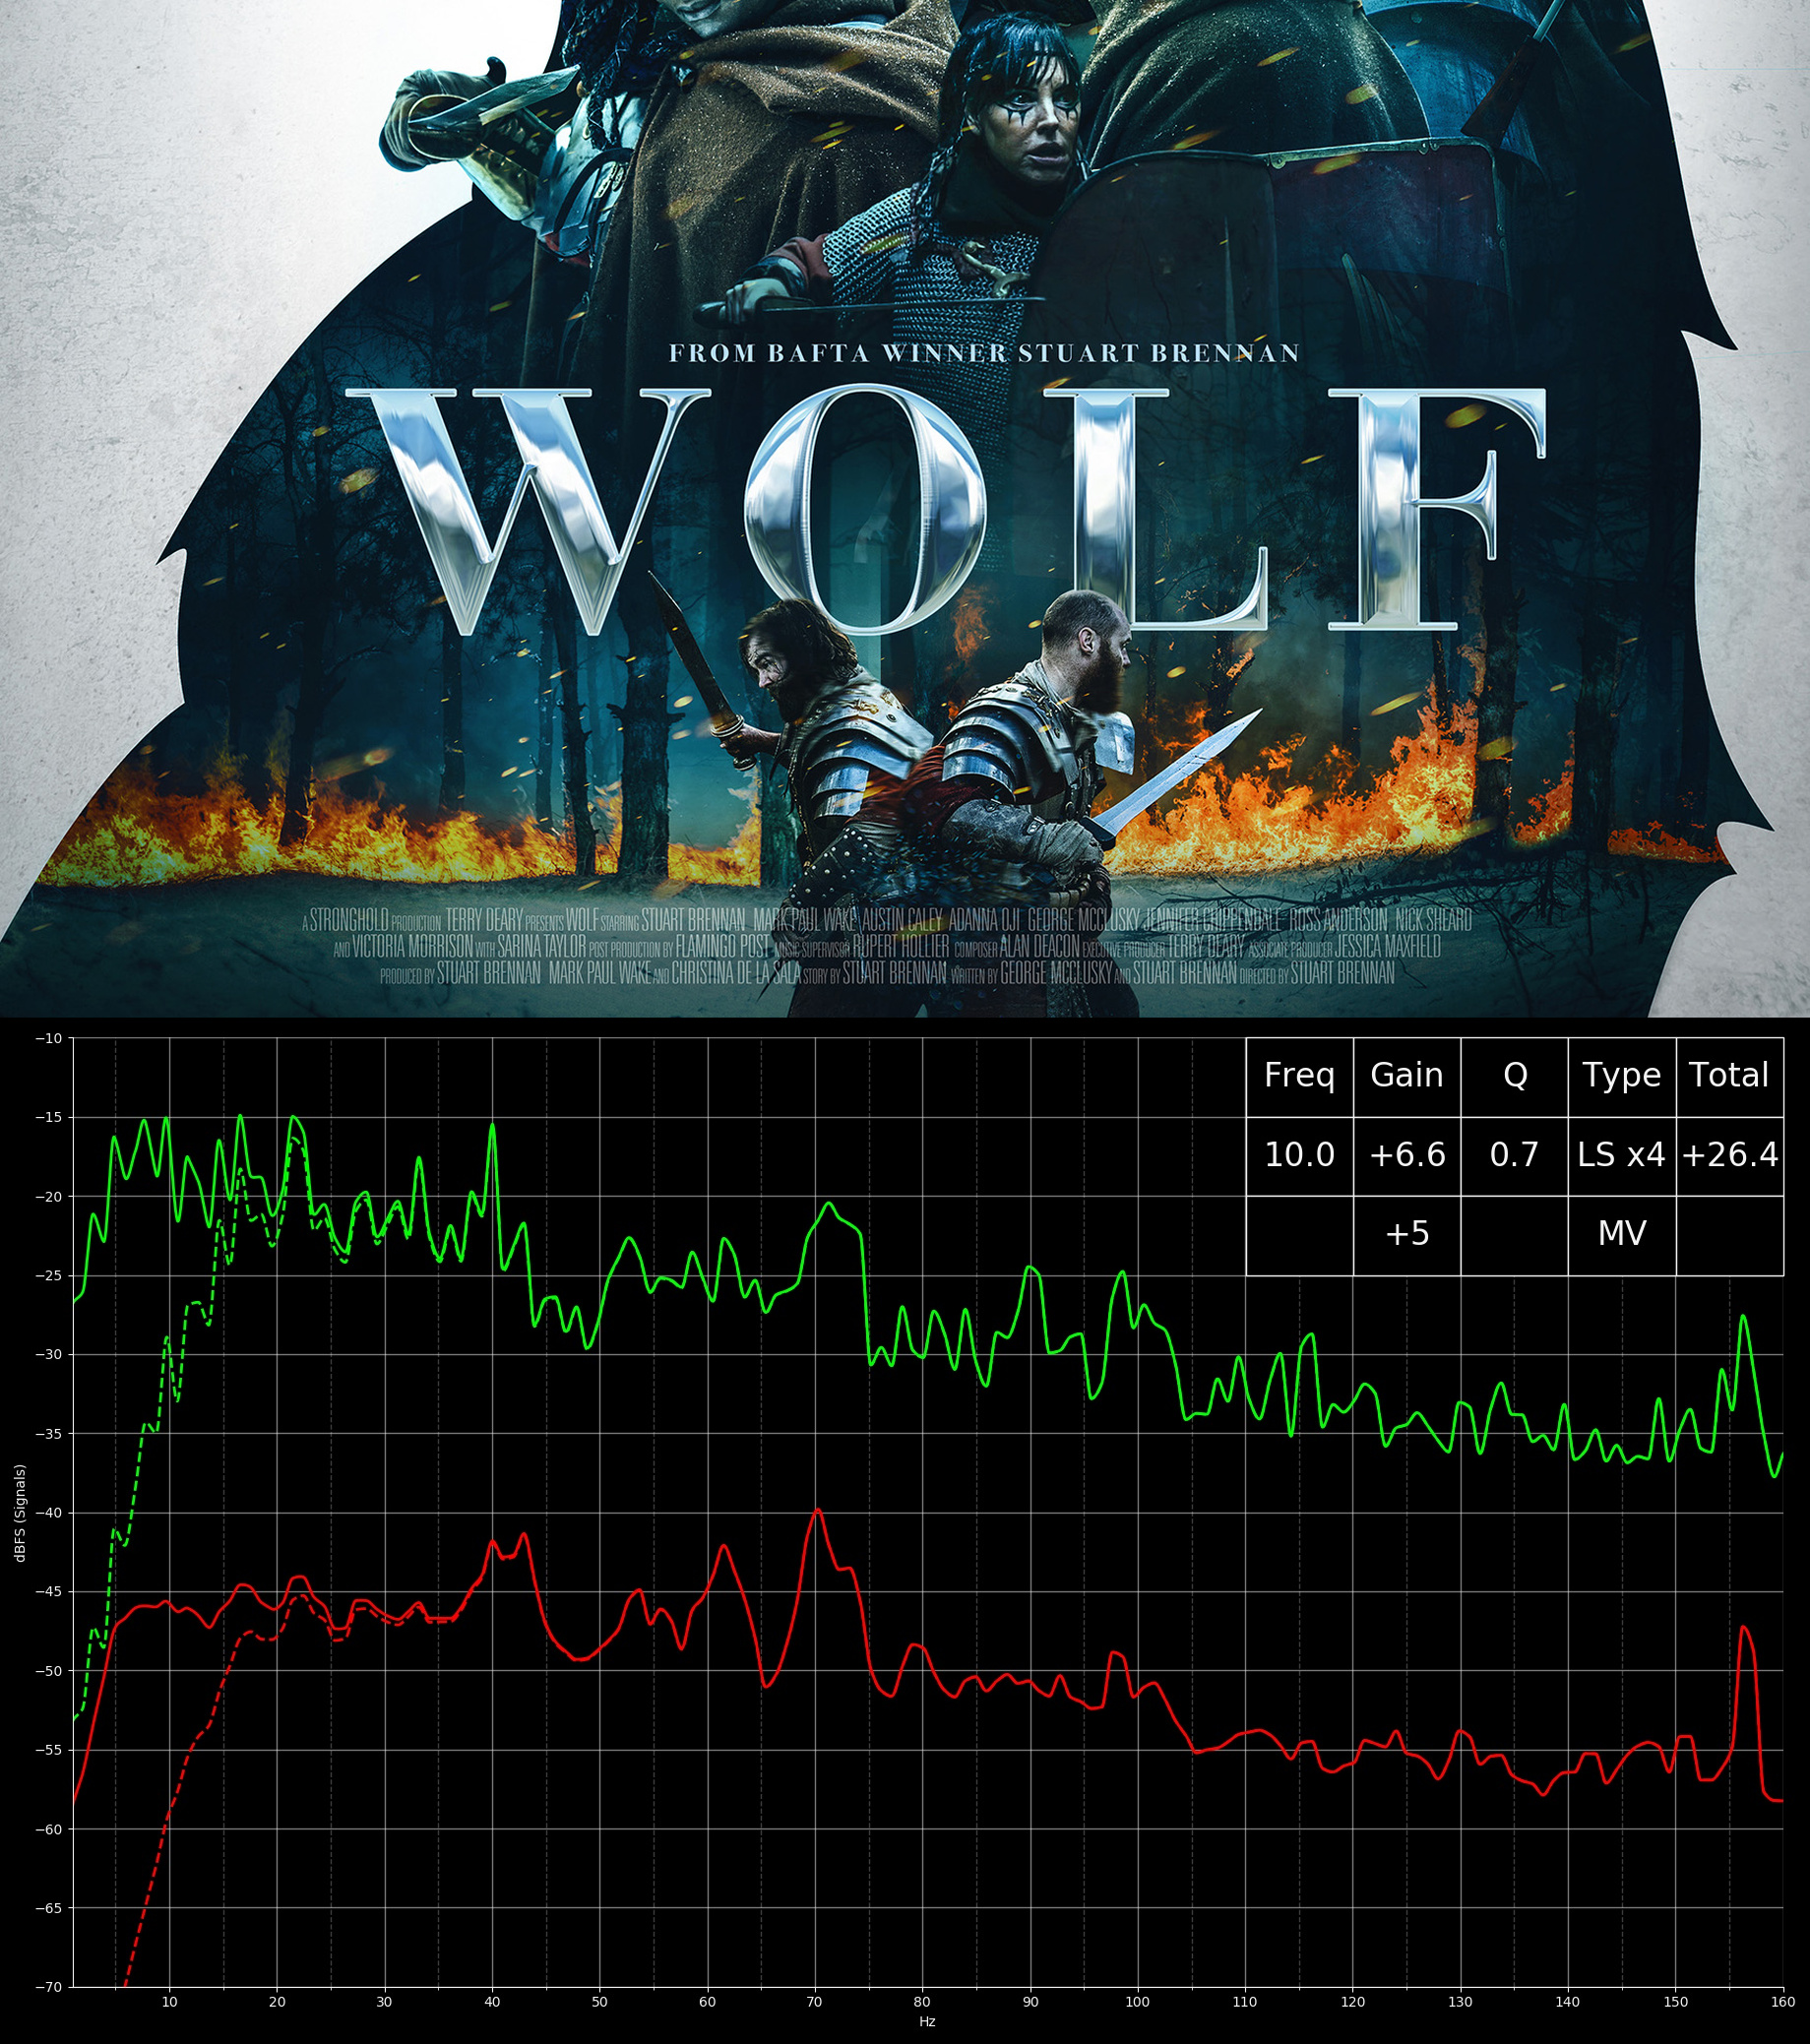 FROM BAFTA WINNER STUART BRENNAN
WOLF
A STRONGHOLD PRODUCTION TERRY DEARY PRESENTS WOLF STARRING STUART BRENNAN MARK PAUL WAKE AUSTIN CALEY ADANNA OJI GEORGE MCCLUSKY JENNIFER CHIPPENDALE ROSS ANDERSON NICK SHEARD
AND VICTORIA MORRISON WITH SARINA TAYLOR POST PRODUCTION BY FLAMINGO POST MUSIC SUPERVISOR RUPERT HOLLIER COMPOSER ALAN DEACON EXECUTIVE PRODUCER TERRY DEARY ASSOCIATE PRODUCER JESSICA MAXFIELD
PRODUCED BY STUART BRENNAN MARK PAUL WAKE AND CHRISTINA DE LA SALA STORY BY STUART BRENNAN WRITTEN BY GEORGE MCCLUSKY AND STUART BRENNAN DIRECTED BY STUART BRENNAN
Freq Gain Q Type Total
10.0 +6.6 0.7 LS x4 +26.4
+5 MV
−10
−15
−20
−25
−30
−35
−40
−45
−50
−55
−60
−65
−70
dBFS (Signals)
10 20 30 40 50 60 70 80 90 100 110 120 130 140 150 160
Hz